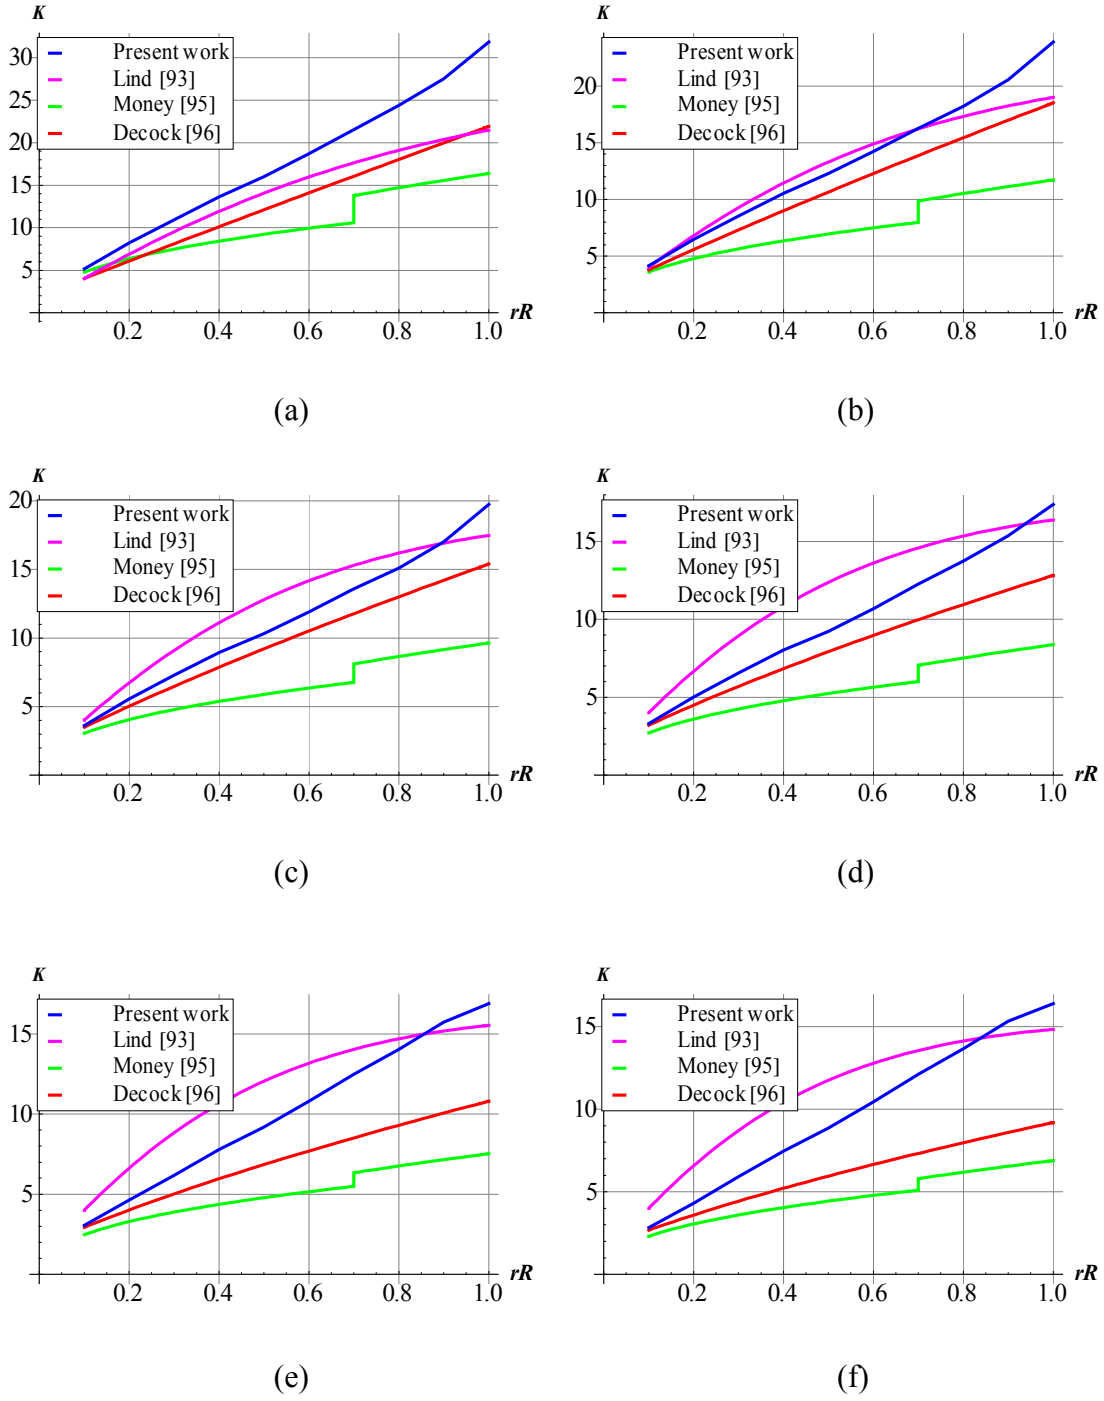 K
30
25
20
15
10
5
Present work
Lind [93]
Money [95]
Decock [96]
0.2 0.4 0.6 0.8 1.0
rR
(a)
K
20
15
10
5
Present work
Lind [93]
Money [95]
Decock [96]
0.2 0.4 0.6 0.8 1.0
rR
(b)
K
20
15
10
5
Present work
Lind [93]
Money [95]
Decock [96]
0.2 0.4 0.6 0.8 1.0
rR
(c)
K
15
10
5
Present work
Lind [93]
Money [95]
Decock [96]
0.2 0.4 0.6 0.8 1.0
rR
(d)
K
15
10
5
Present work
Lind [93]
Money [95]
Decock [96]
0.2 0.4 0.6 0.8 1.0
rR
(e)
K
15
10
5
Present work
Lind [93]
Money [95]
Decock [96]
0.2 0.4 0.6 0.8 1.0
rR
(f)